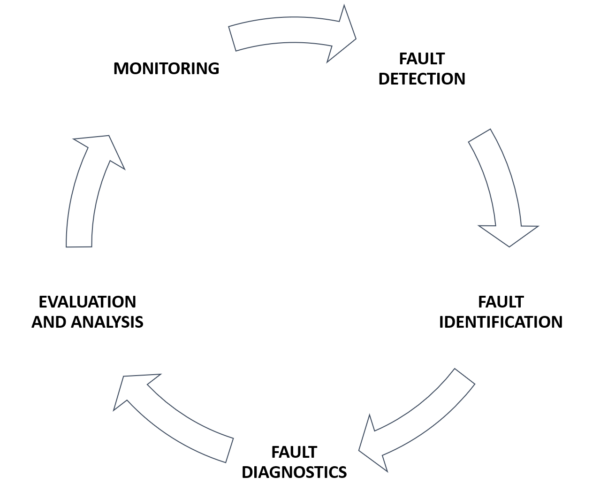 MONITORING
FAULT
DETECTION
FAULT
IDENTIFICATION
FAULT
DIAGNOSTICS
EVALUATION
AND ANALYSIS